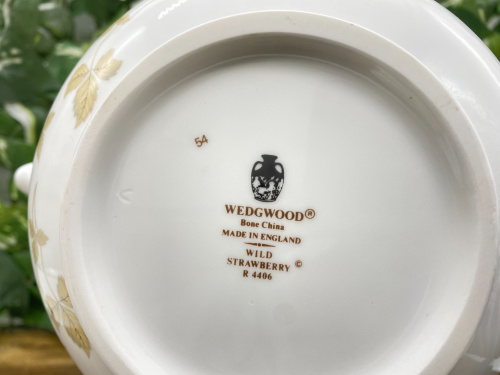 54
WEDGWOOD®
Bone China
MADE IN ENGLAND
WILD
STRAWBERRY ©
R 4406